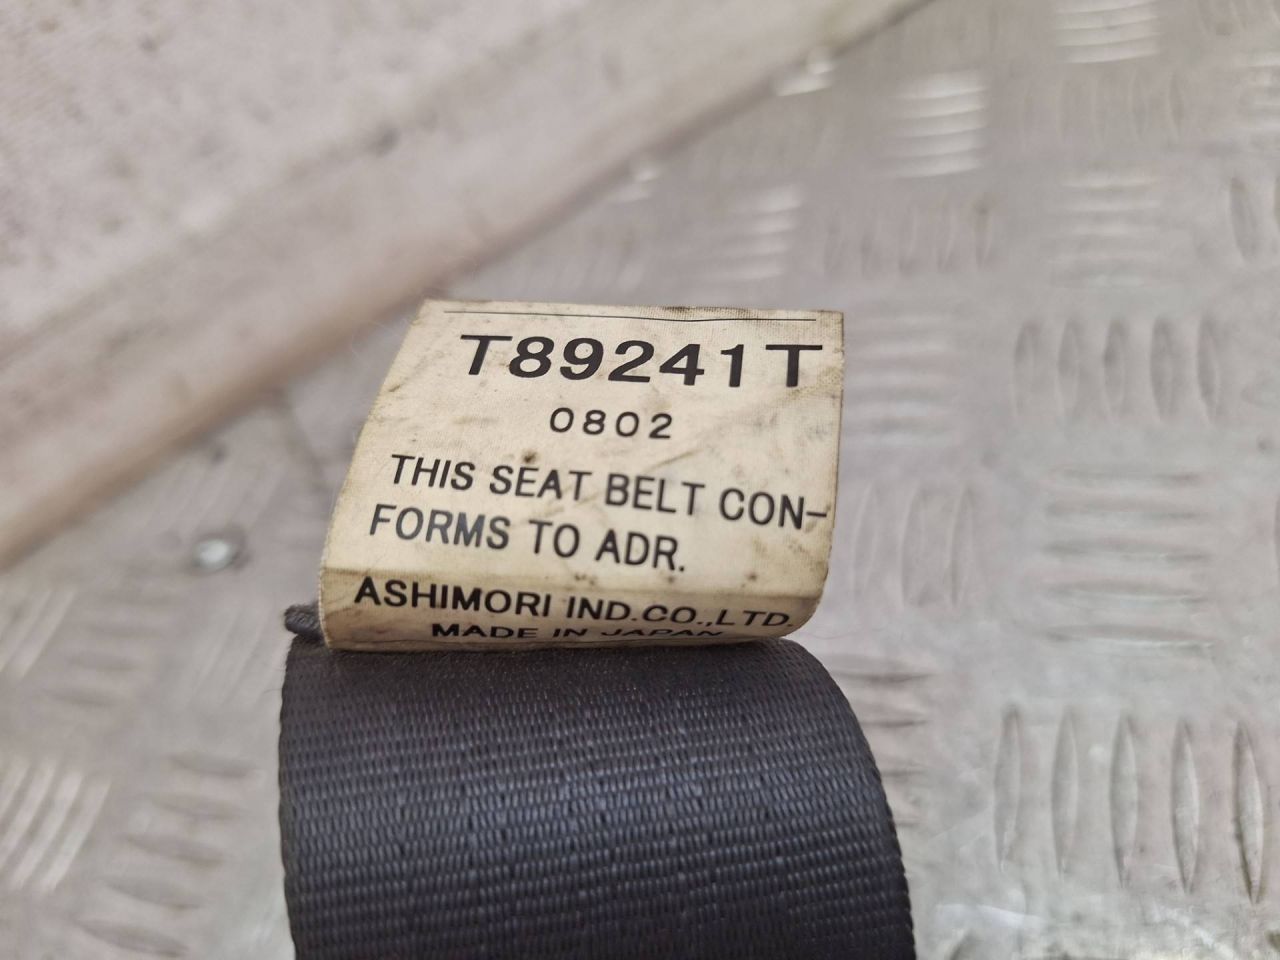 T89241T
0802
THIS SEAT BELT CON-
FORMS TO ADR.
ASHIMORI IND.CO.,LTD.
MADE IN JAPAN